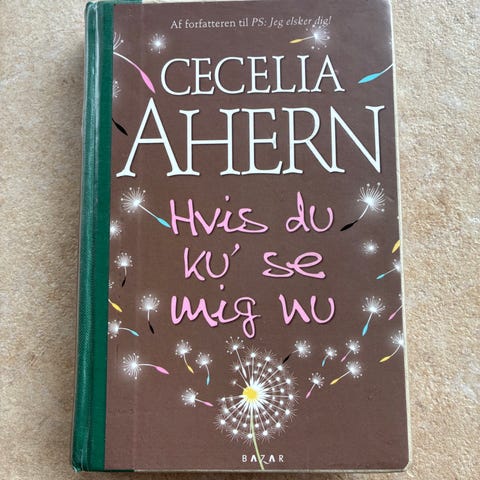 Af forfatteren til PS: Jeg elsker dig!
CECELIA
AHERN
Hvis du
ku' se
mig nu
BAZAR